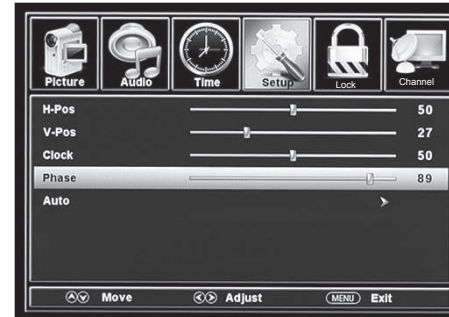 Picture Audio Time Setup Lock Channel
H-Pos 50
V-Pos 27
Clock 50
Phase 89
Auto
Move Adjust MENU Exit